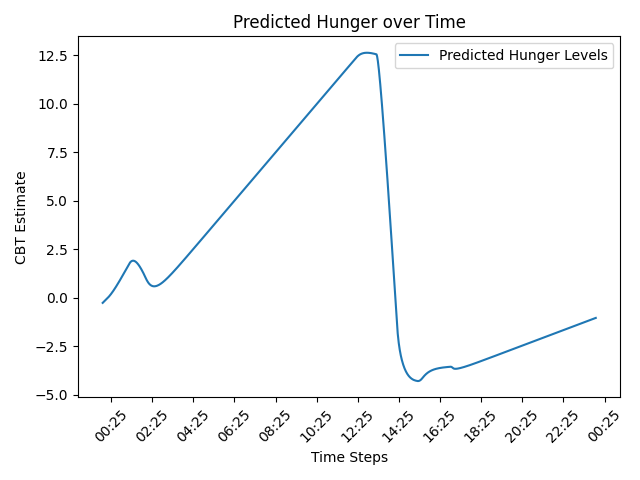 Predicted Hunger over Time
Predicted Hunger Levels
CBT Estimate
12.5
10.0
7.5
5.0
2.5
0.0
−2.5
−5.0
00:25 02:25 04:25 06:25 08:25 10:25 12:25 14:25 16:25 18:25 20:25 22:25 00:25
Time Steps